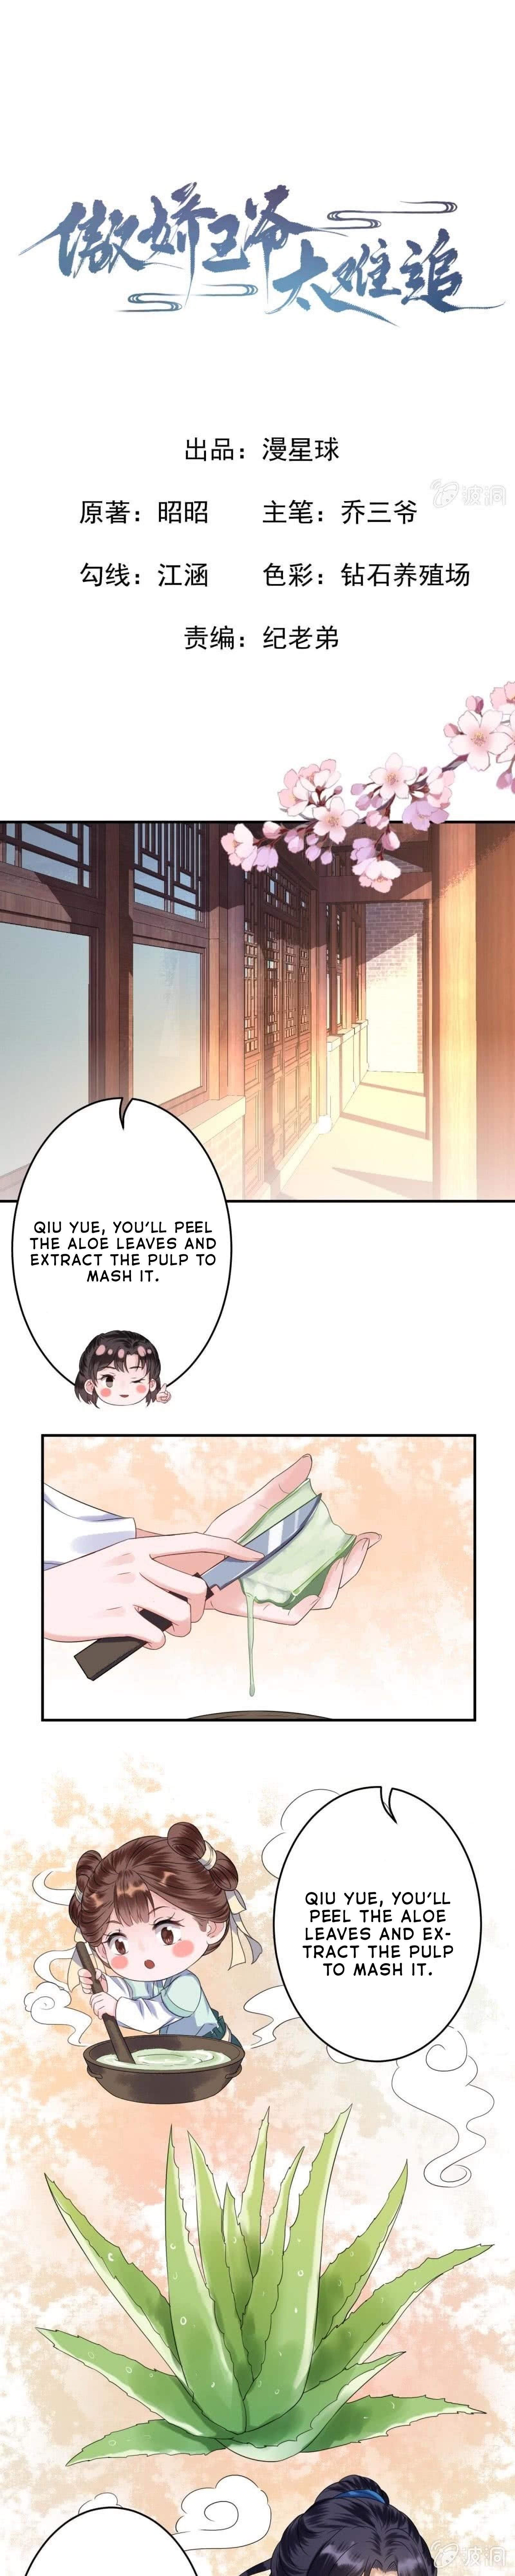 傲娇王爷
太难追
出品：漫星球
原著：昭昭 主笔：乔三爷
波洞
勾线：江涵 色彩：钻石养殖场
责编：纪老弟
QIU YUE, YOU'LL PEEL
THE ALOE LEAVES AND
EXTRACT THE PULP TO
MASH IT.
QIU YUE, YOU'LL
PEEL THE ALOE
LEAVES AND EX-
TRACT THE PULP
TO MASH IT.
波洞